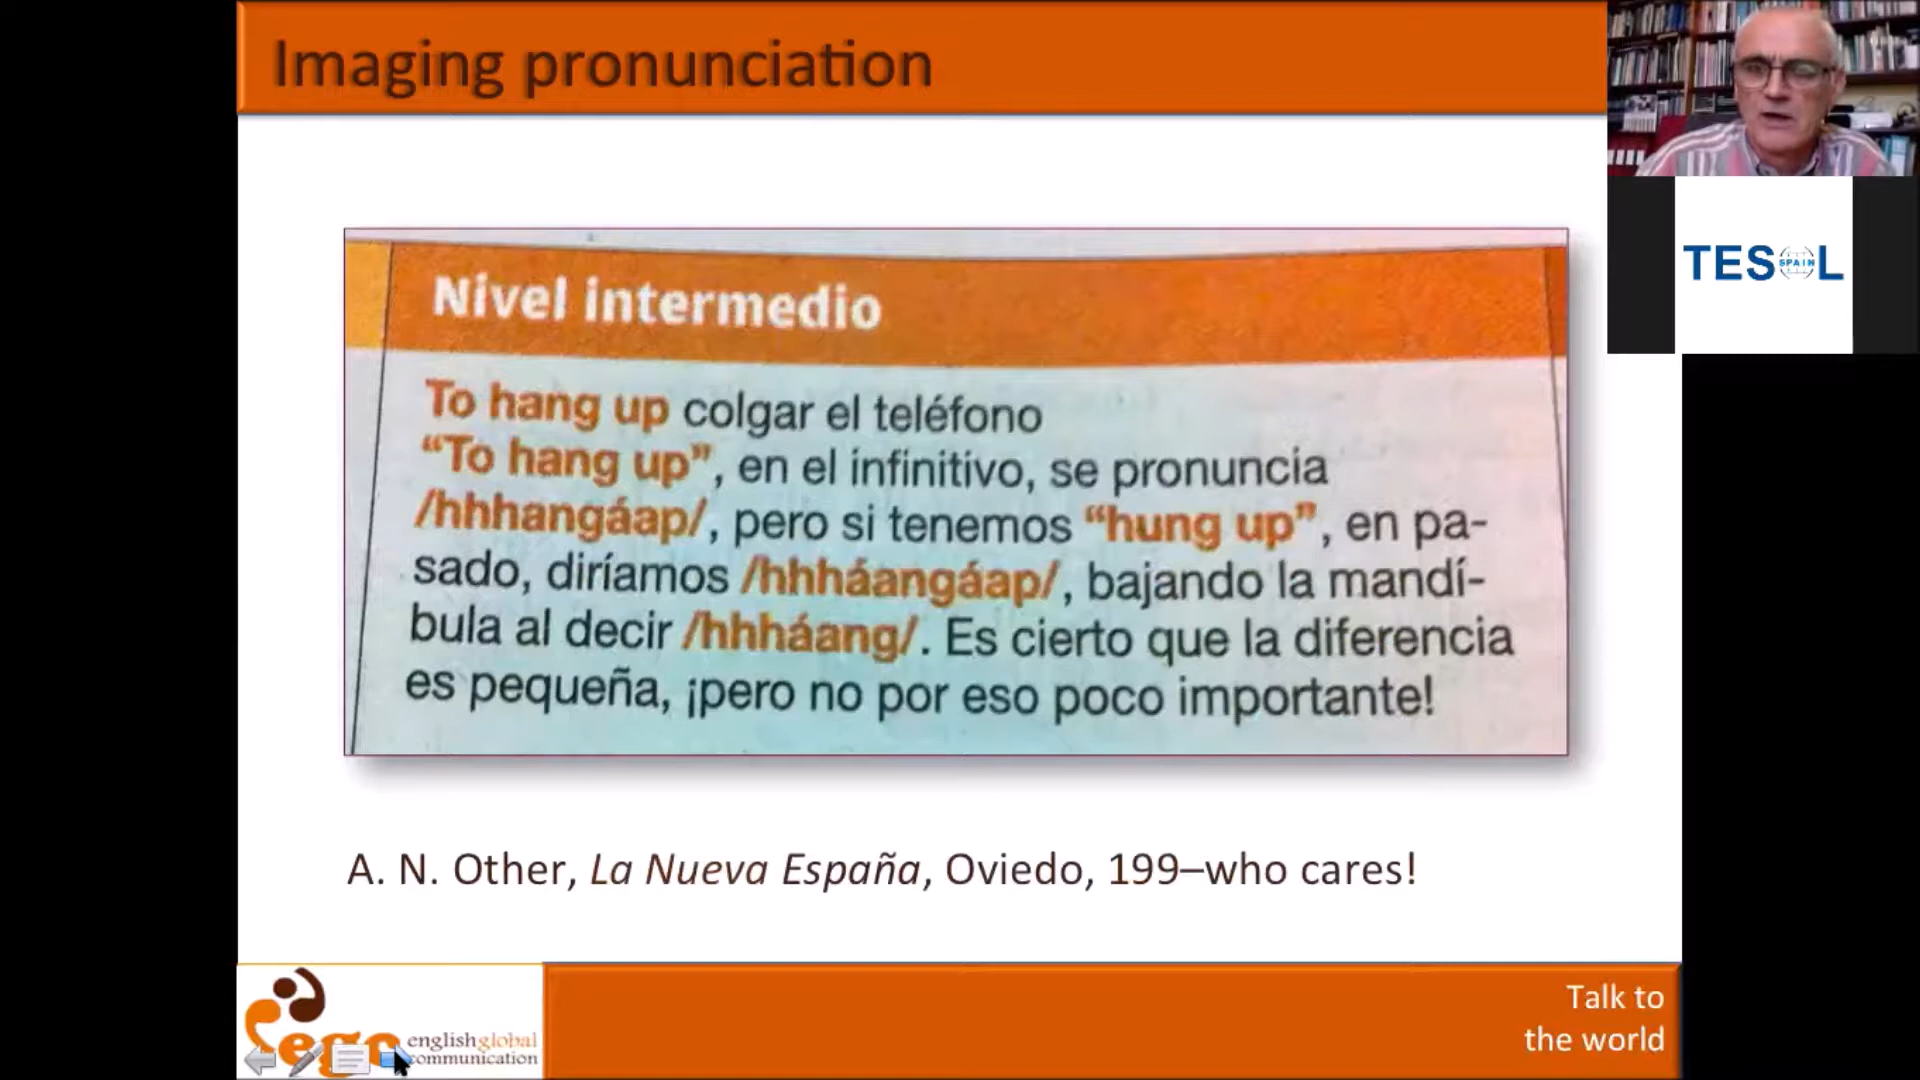 Imaging pronunciation
TESOL
SPAIN
Nivel intermedio
To hang up colgar el teléfono
“To hang up”, en el infinitivo, se pronuncia
/hhhangáap/, pero si tenemos “hung up”, en pa-
sado, diríamos /hhháangáap/, bajando la mandí-
bula al decir /hhháang/. Es cierto que la diferencia
es pequeña, ¡pero no por eso poco importante!
A. N. Other, La Nueva España, Oviedo, 199–who cares!
egc
englishglobal
communication
Talk to
the world